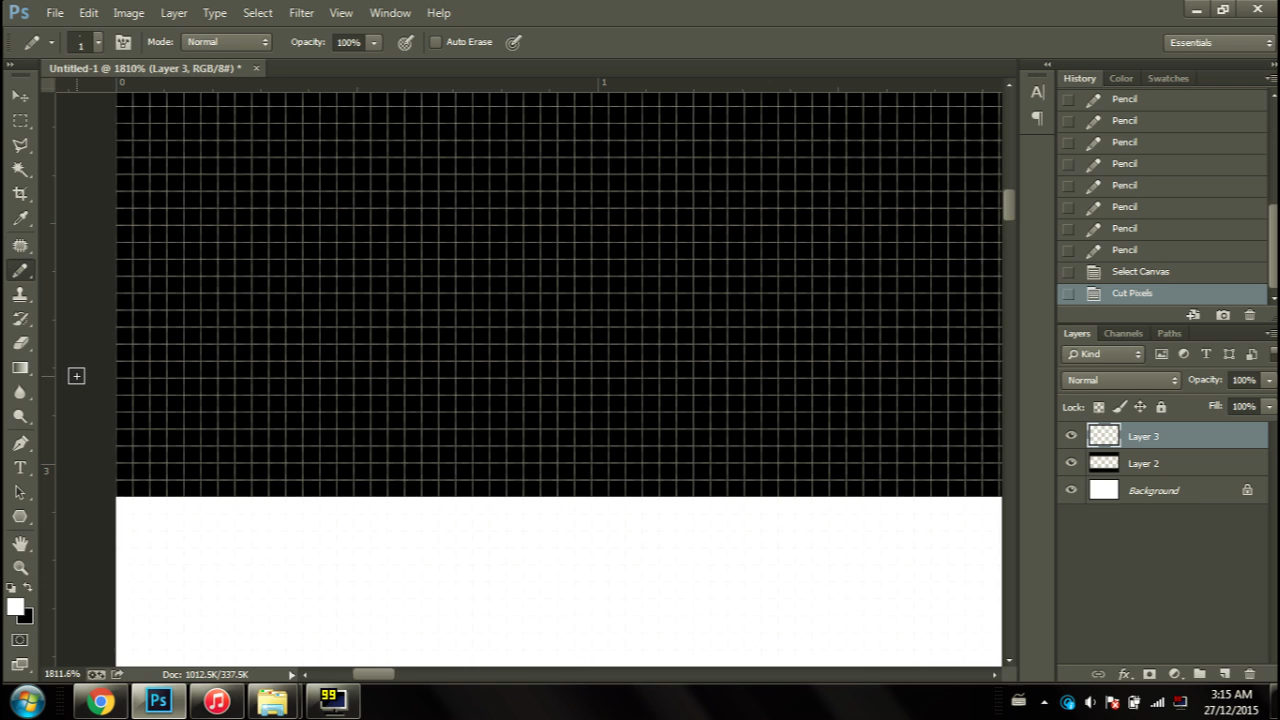 Ps File Edit Image Layer Type Select Filter View Window Help
1 Mode: Normal Opacity: 100% Auto Erase Essentials
Untitled-1 @ 1810% (Layer 3, RGB/8#) *
0 1
3
History Color Swatches
Pencil
Pencil
Pencil
Pencil
Pencil
Pencil
Pencil
Pencil
Select Canvas
Cut Pixels
Layers Channels Paths
Kind
Normal Opacity: 100%
Lock: Fill: 100%
Layer 3
Layer 2
Background
1811.6% Doc: 1012.5K/337.5K
Ps 99 3:15 AM
27/12/2015